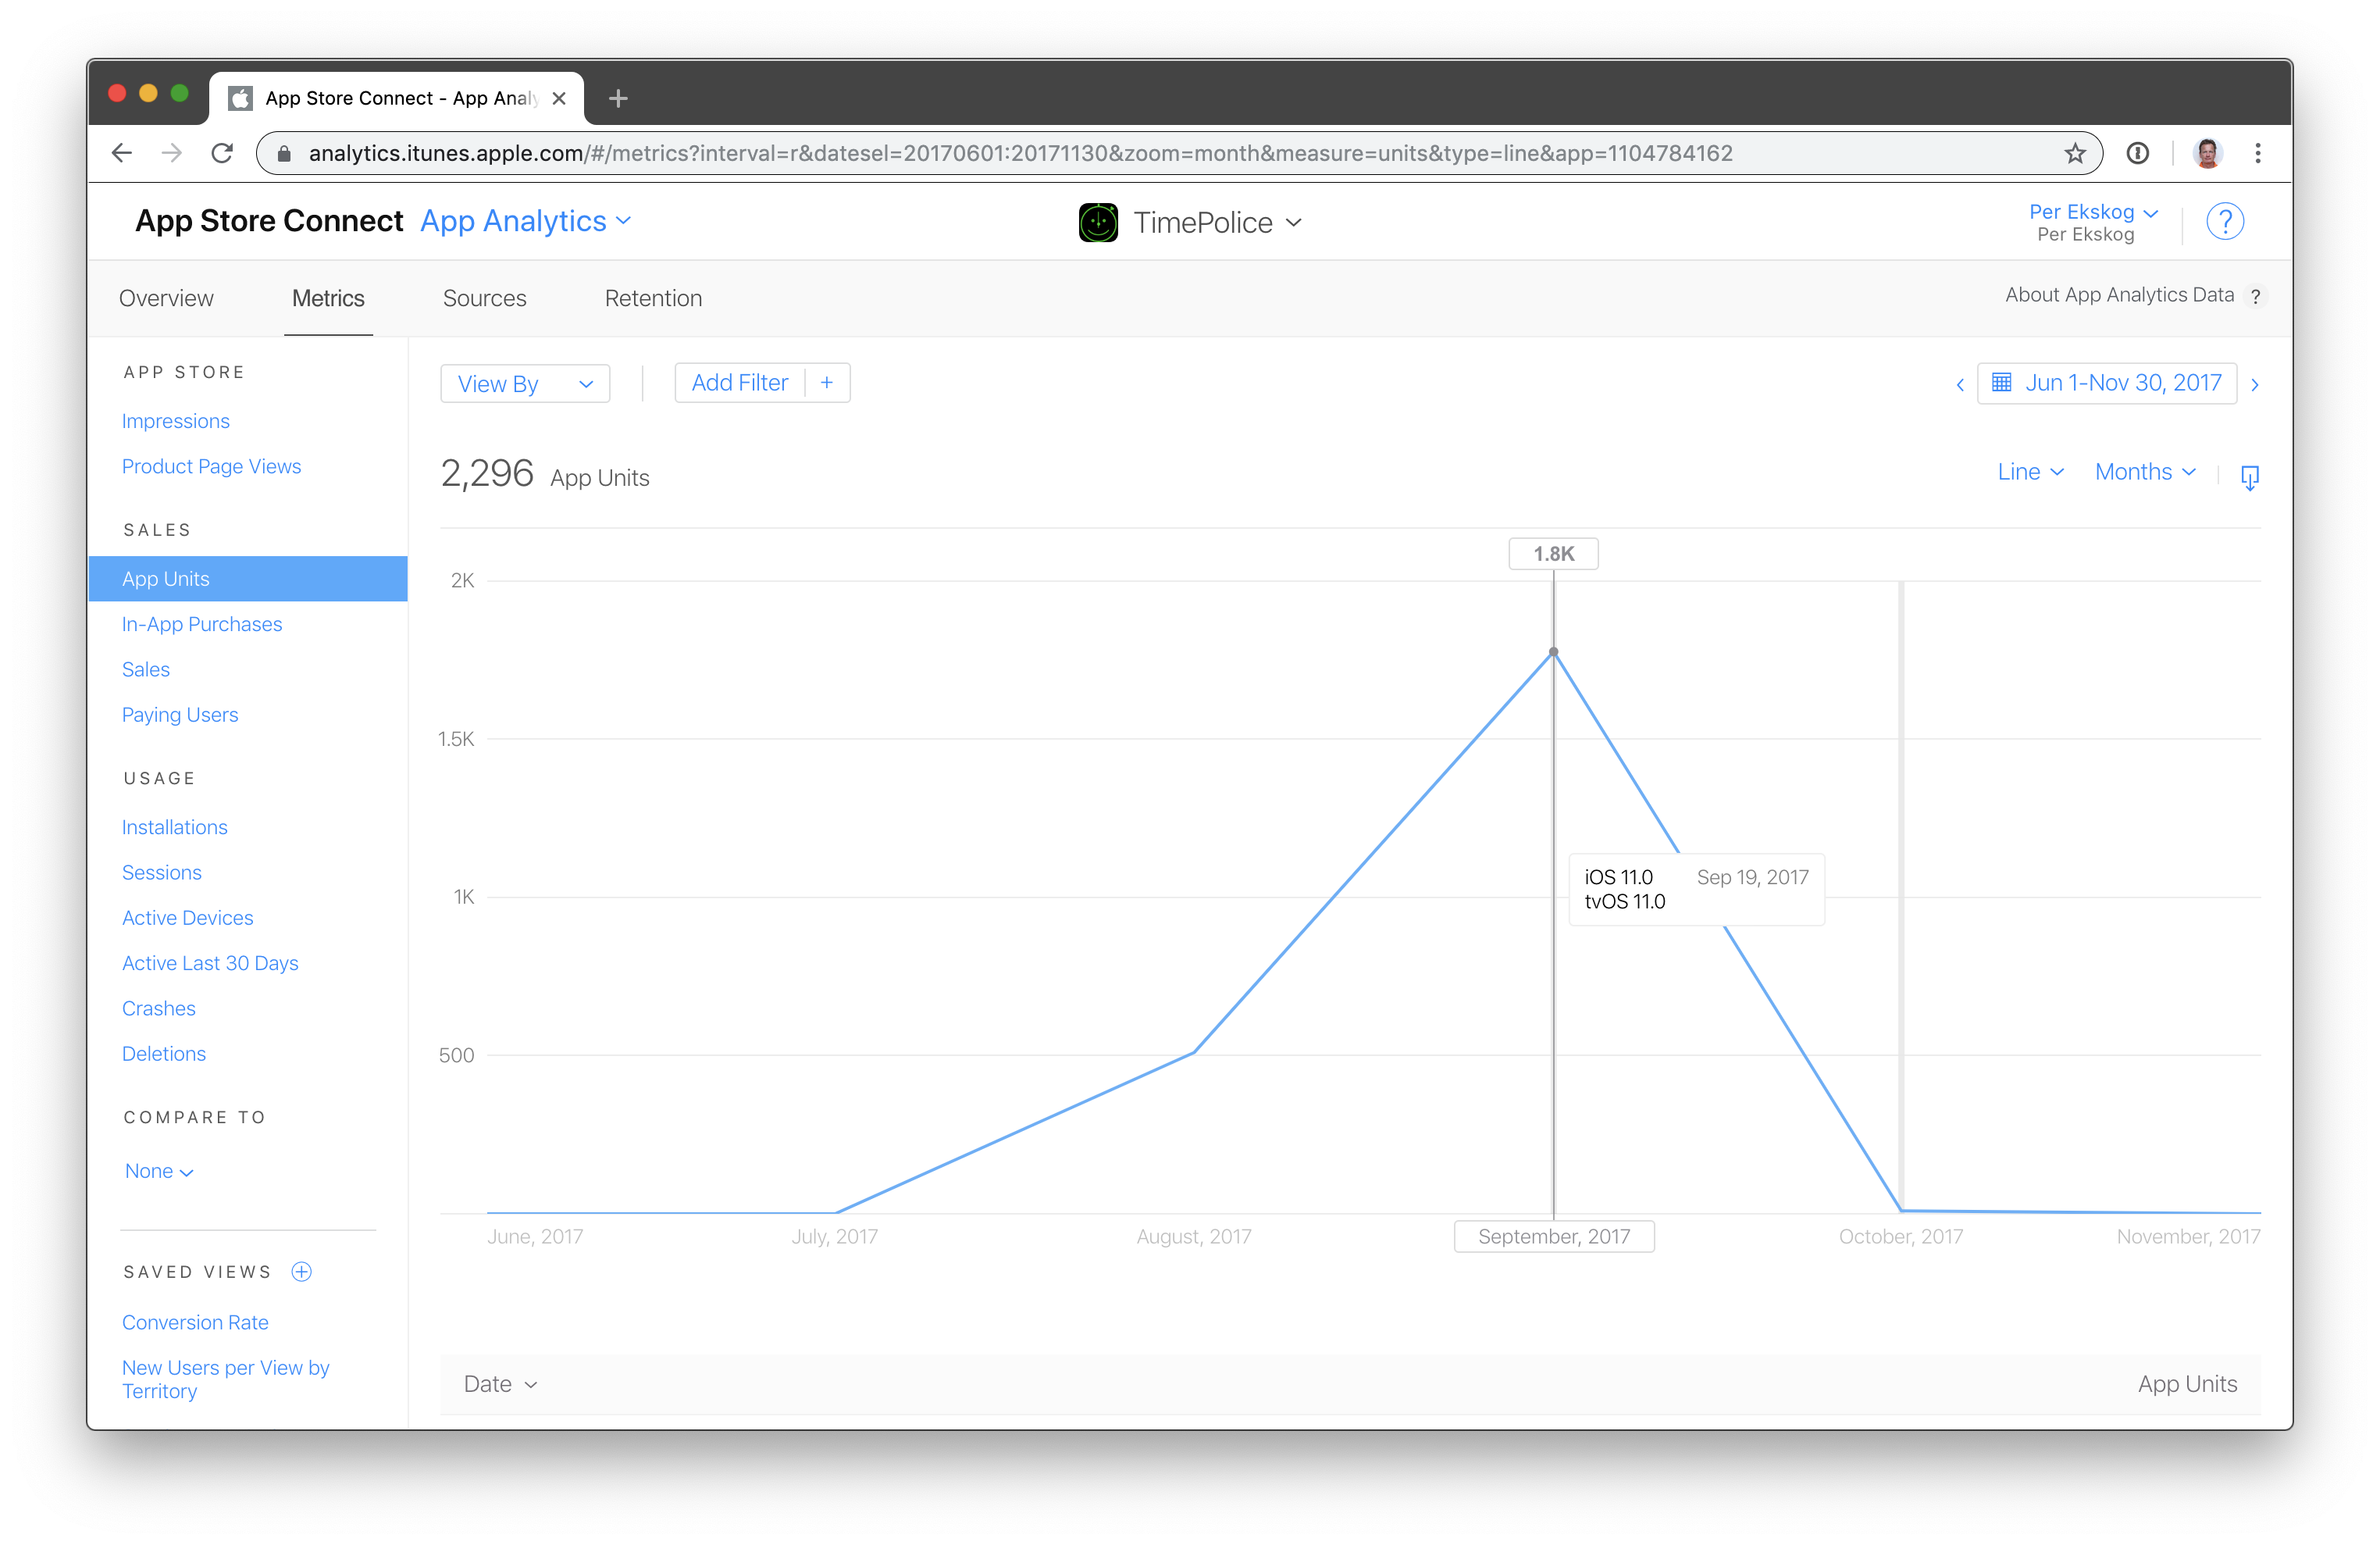 App Store Connect - App Analy
analytics.itunes.apple.com/#/metrics?interval=r&datesel=20170601:20171130&zoom=month&measure=units&type=line&app=1104784162
App Store Connect App Analytics
TimePolice
Per Ekskog
Per Ekskog
?
Overview Metrics Sources Retention
About App Analytics Data ?
APP STORE
Impressions
Product Page Views
SALES
App Units
In-App Purchases
Sales
Paying Users
USAGE
Installations
Sessions
Active Devices
Active Last 30 Days
Crashes
Deletions
COMPARE TO
None
SAVED VIEWS
Conversion Rate
New Users per View by
Territory
View By
Add Filter +
Jun 1-Nov 30, 2017
2,296 App Units
Line Months
1.8K
2K
1.5K
1K
500
iOS 11.0 Sep 19, 2017
tvOS 11.0
June, 2017 July, 2017 August, 2017 September, 2017 October, 2017 November, 2017
Date App Units